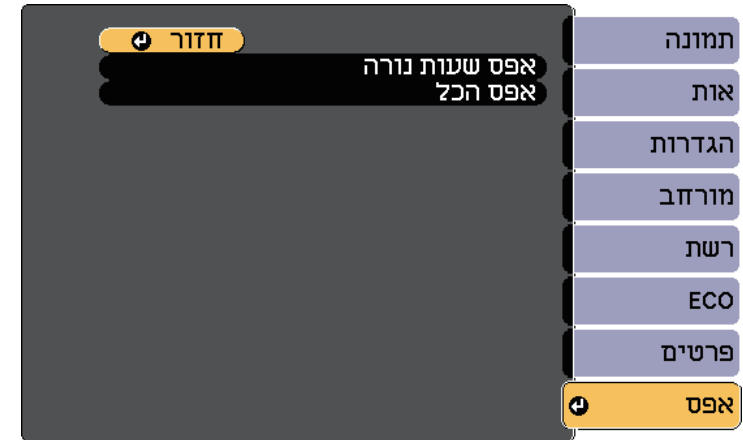 חזור
אפס שעות נורה
אפס הכל
תמונה
אות
הגדרות
מורחב
רשת
ECO
פרטים
אפס